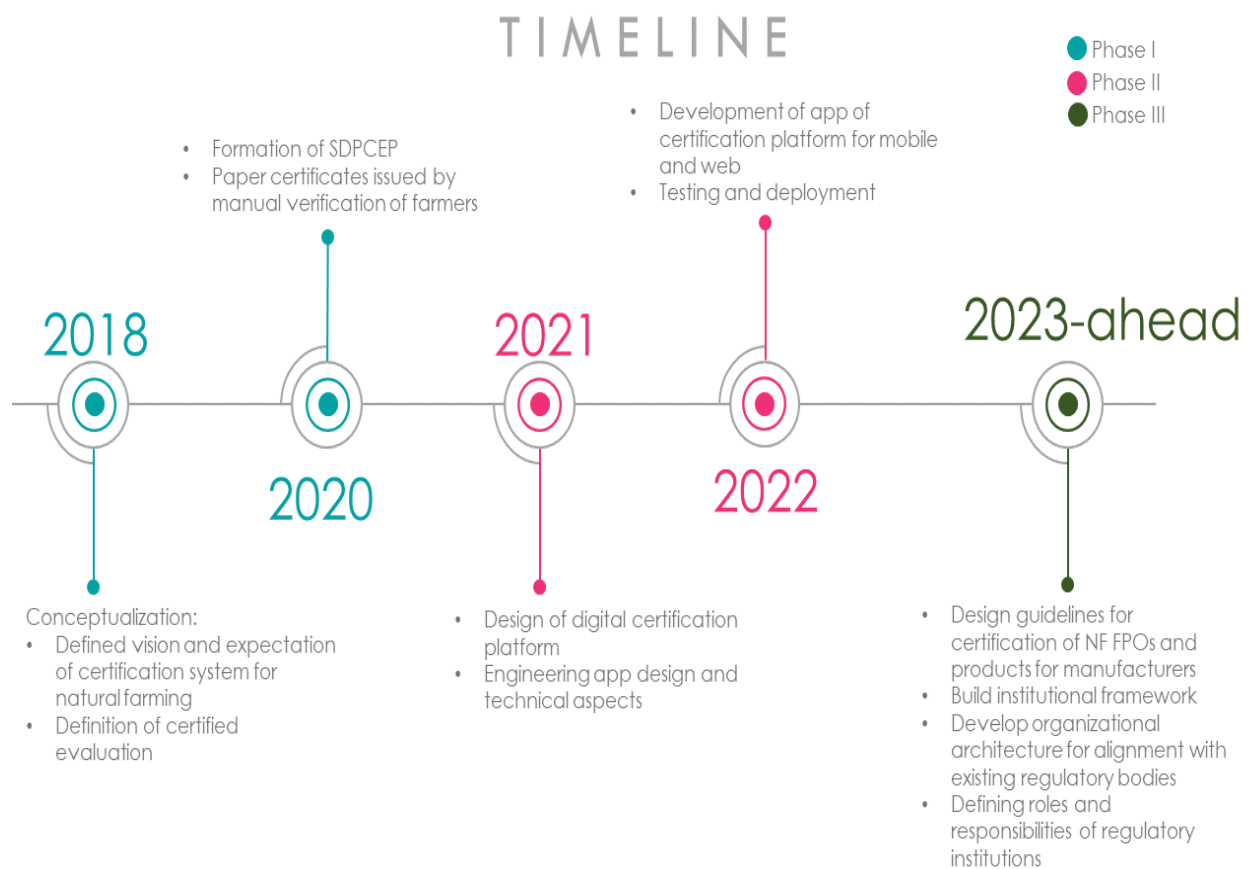 TIMELINE
Phase I
Phase II
Phase III
• Formation of SDPCEP
• Paper certificates issued by
manual verification of farmers
• Development of app of
certification platform for mobile
and web
• Testing and deployment
2018
2020
2021
2022
2023-ahead
Conceptualization:
• Defined vision and expectation
of certification system for
natural farming
• Definition of certified
evaluation
• Design of digital certification
platform
• Engineering app design and
technical aspects
• Design guidelines for
certification of NF FPOs and
products for manufacturers
• Build institutional framework
• Develop organizational
architecture for alignment with
existing regulatory bodies
• Defining roles and
responsibilities of regulatory
institutions